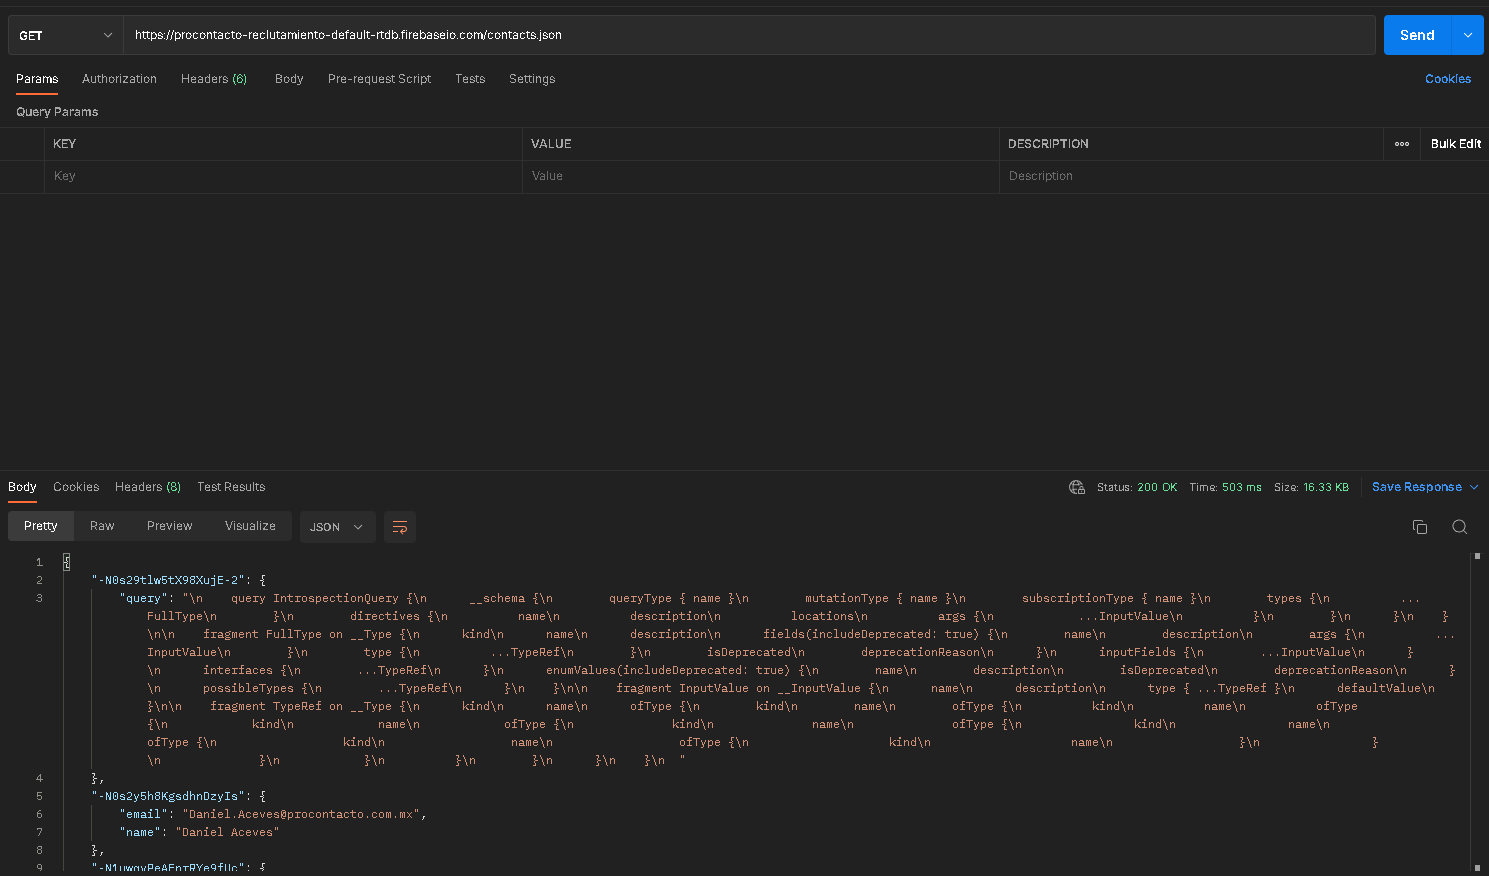 GET
https://procontacto-reclutamiento-default-rtdb.firebaseio.com/contacts.json
Send
Params Authorization Headers (6) Body Pre-request Script Tests Settings Cookies
Query Params
KEY VALUE DESCRIPTION ooo Bulk Edit
Key Value Description
Body Cookies Headers (8) Test Results Status: 200 OK Time: 503 ms Size: 16.33 KB Save Response
Pretty Raw Preview Visualize JSON
1 {
2 "-N0s29tlw5tX98XujE-2": {
3 "query": "\n query IntrospectionQuery {\n __schema {\n queryType { name }\n mutationType { name }\n subscriptionType { name }\n types {\n ...
FullType\n }\n directives {\n name\n description\n locations\n args {\n ...InputValue\n }\n }\n }\n }
\n\n fragment FullType on __Type {\n kind\n name\n description\n fields(includeDeprecated: true) {\n name\n description\n args {\n ...
InputValue\n }\n type {\n ...TypeRef\n }\n isDeprecated\n deprecationReason\n }\n inputFields {\n ...InputValue\n }
\n interfaces {\n ...TypeRef\n }\n enumValues(includeDeprecated: true) {\n name\n description\n isDeprecated\n deprecationReason\n }
\n possibleTypes {\n ...TypeRef\n }\n }\n\n fragment InputValue on __InputValue {\n name\n description\n type { ...TypeRef }\n defaultValue\n
}\n\n fragment TypeRef on __Type {\n kind\n name\n ofType {\n kind\n name\n ofType {\n kind\n name\n ofType
{\n kind\n name\n ofType {\n kind\n name\n ofType {\n kind\n name\n
ofType {\n kind\n name\n ofType {\n kind\n name\n }\n }
\n }\n }\n }\n }\n }\n }\n "
4 },
5 "-N0s2y5h8KgsdhnDzyIs": {
6 "email": "Daniel.Aceves@procontacto.com.mx",
7 "name": "Daniel Aceves"
8 },
9